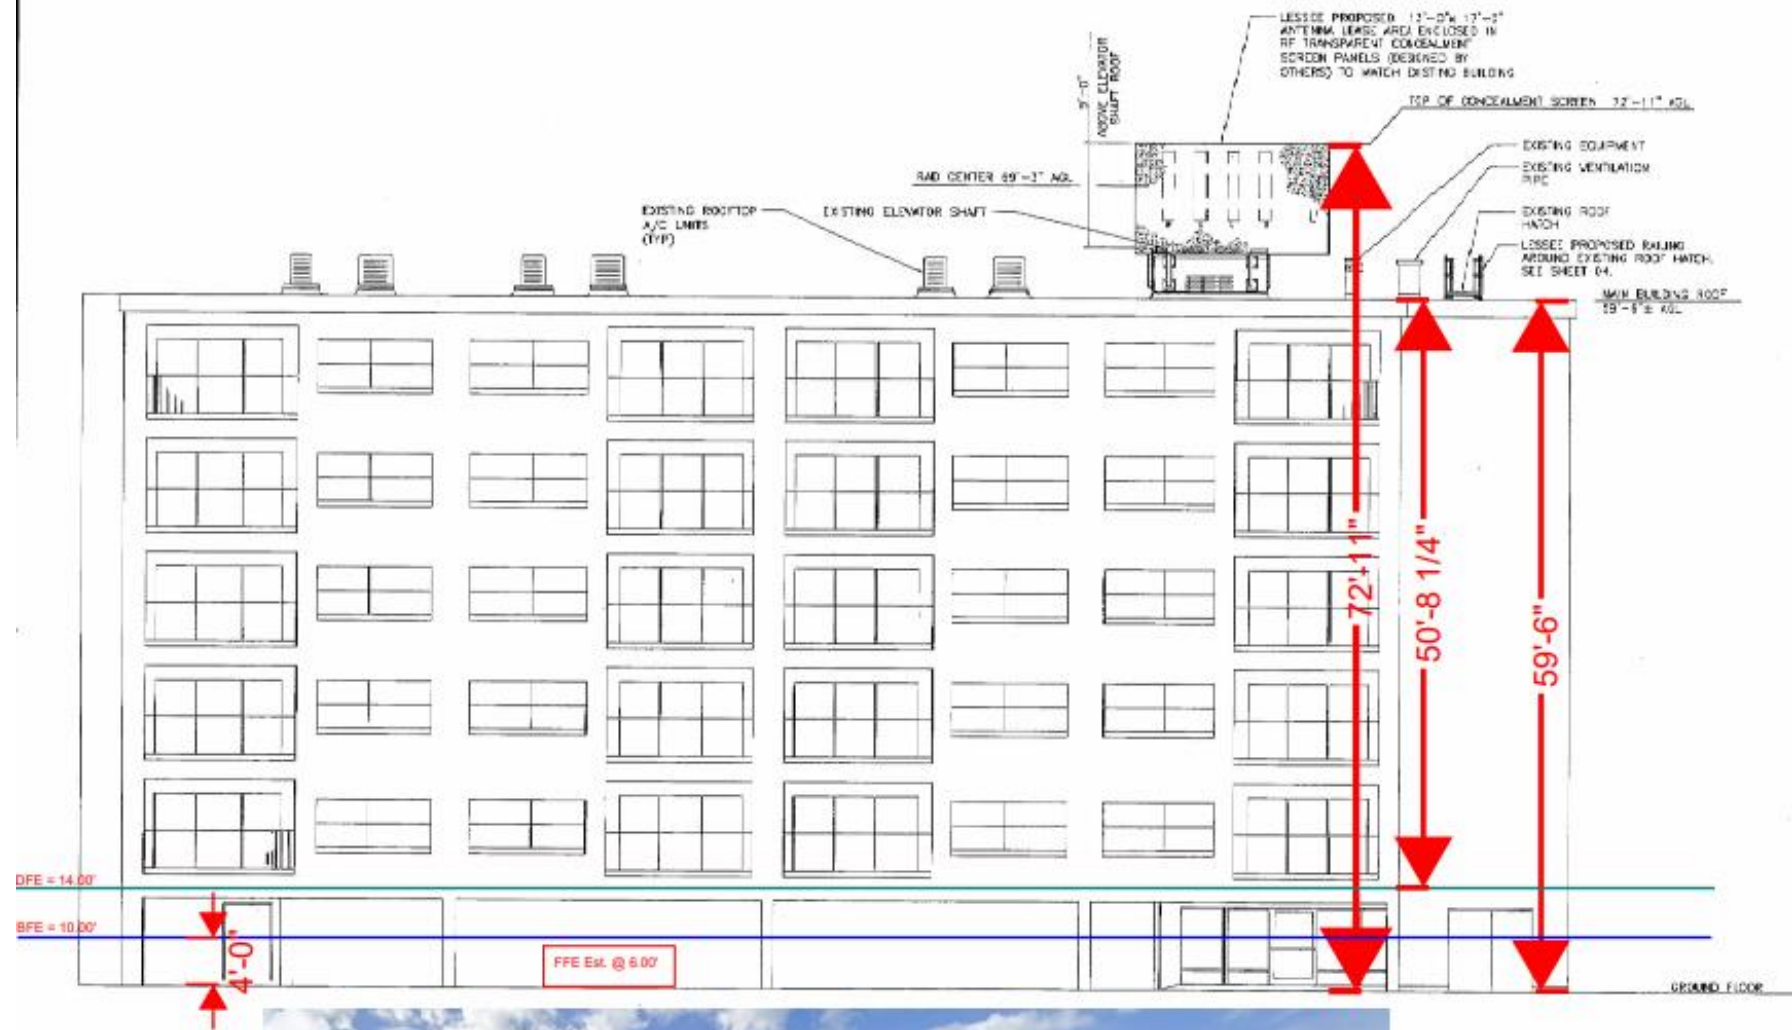 LESSEE PROPOSED 12'-0"x 17'-0"
ANTENNA LEASE AREA ENCLOSED IN
RF TRANSPARENT CONCEALMENT
SCREEN PANELS (DESIGNED BY
OTHERS) TO MATCH EXISTING BUILDING
9'-0"
ABOVE ELEVATOR
SHAFT ROOF
TOP OF CONCEALMENT SCREEN 72'-11" AGL
EXISTING EQUIPMENT
EXISTING VENTILATION
PIPE
RAD CENTER 69'-3" AGL
EXISTING ROOFTOP
A/C UNITS
(TYP)
EXISTING ELEVATOR SHAFT
EXISTING ROOF
HATCH
LESSEE PROPOSED RAILING
AROUND EXISTING ROOF HATCH.
SEE SHEET 04.
MAIN BUILDING ROOF
59'-6"± AGL
72'-11"
50'-8 1/4"
59'-6"
DFE = 14.00'
BFE = 10.00'
4'-0"
FFE Est. @ 6.00'
GROUND FLOOR